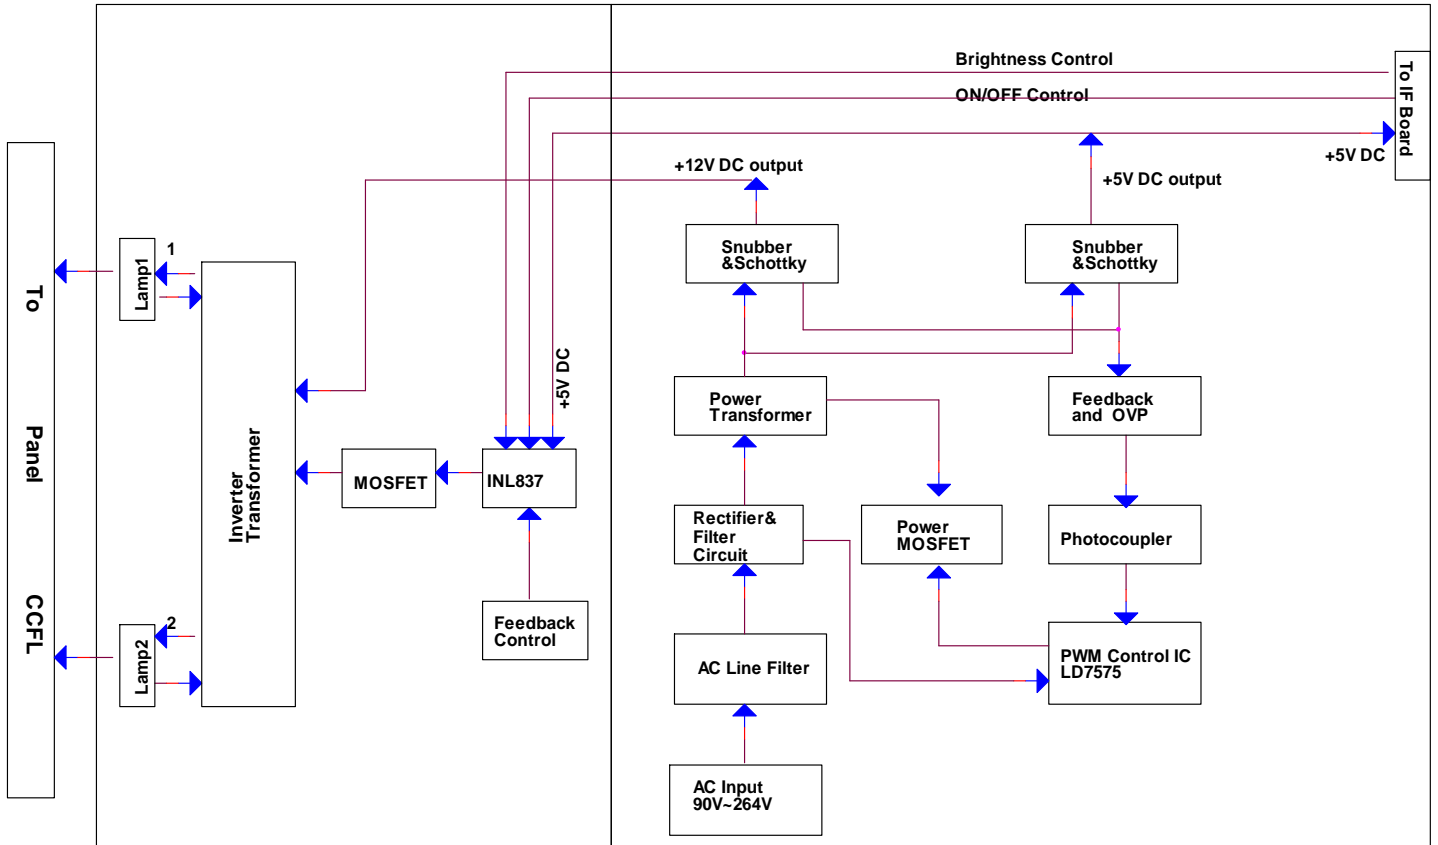 Brightness Control
ON/OFF Control
To IF Board
+5V DC
+12V DC output
+5V DC output
Snubber
&Schottky
Snubber
&Schottky
1
Lamp1
To Panel CCFL
+5V DC
Power
Transformer
Feedback
and OVP
Inverter
Transformer
MOSFET
INL837
Rectifier&
Filter
Circuit
Power
MOSFET
Photocoupler
2
Lamp2
Feedback
Control
AC Line Filter
PWM Control IC
LD7575
AC Input
90V~264V